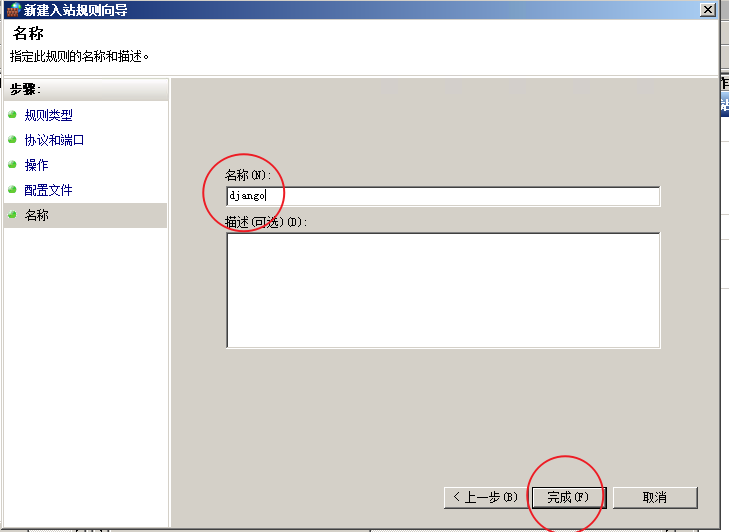 新建入站规则向导
名称
指定此规则的名称和描述。
步骤:
规则类型
协议和端口
操作
配置文件
名称
名称(N):
django
描述(可选)(D):
< 上一步(B)
完成(F)
取消